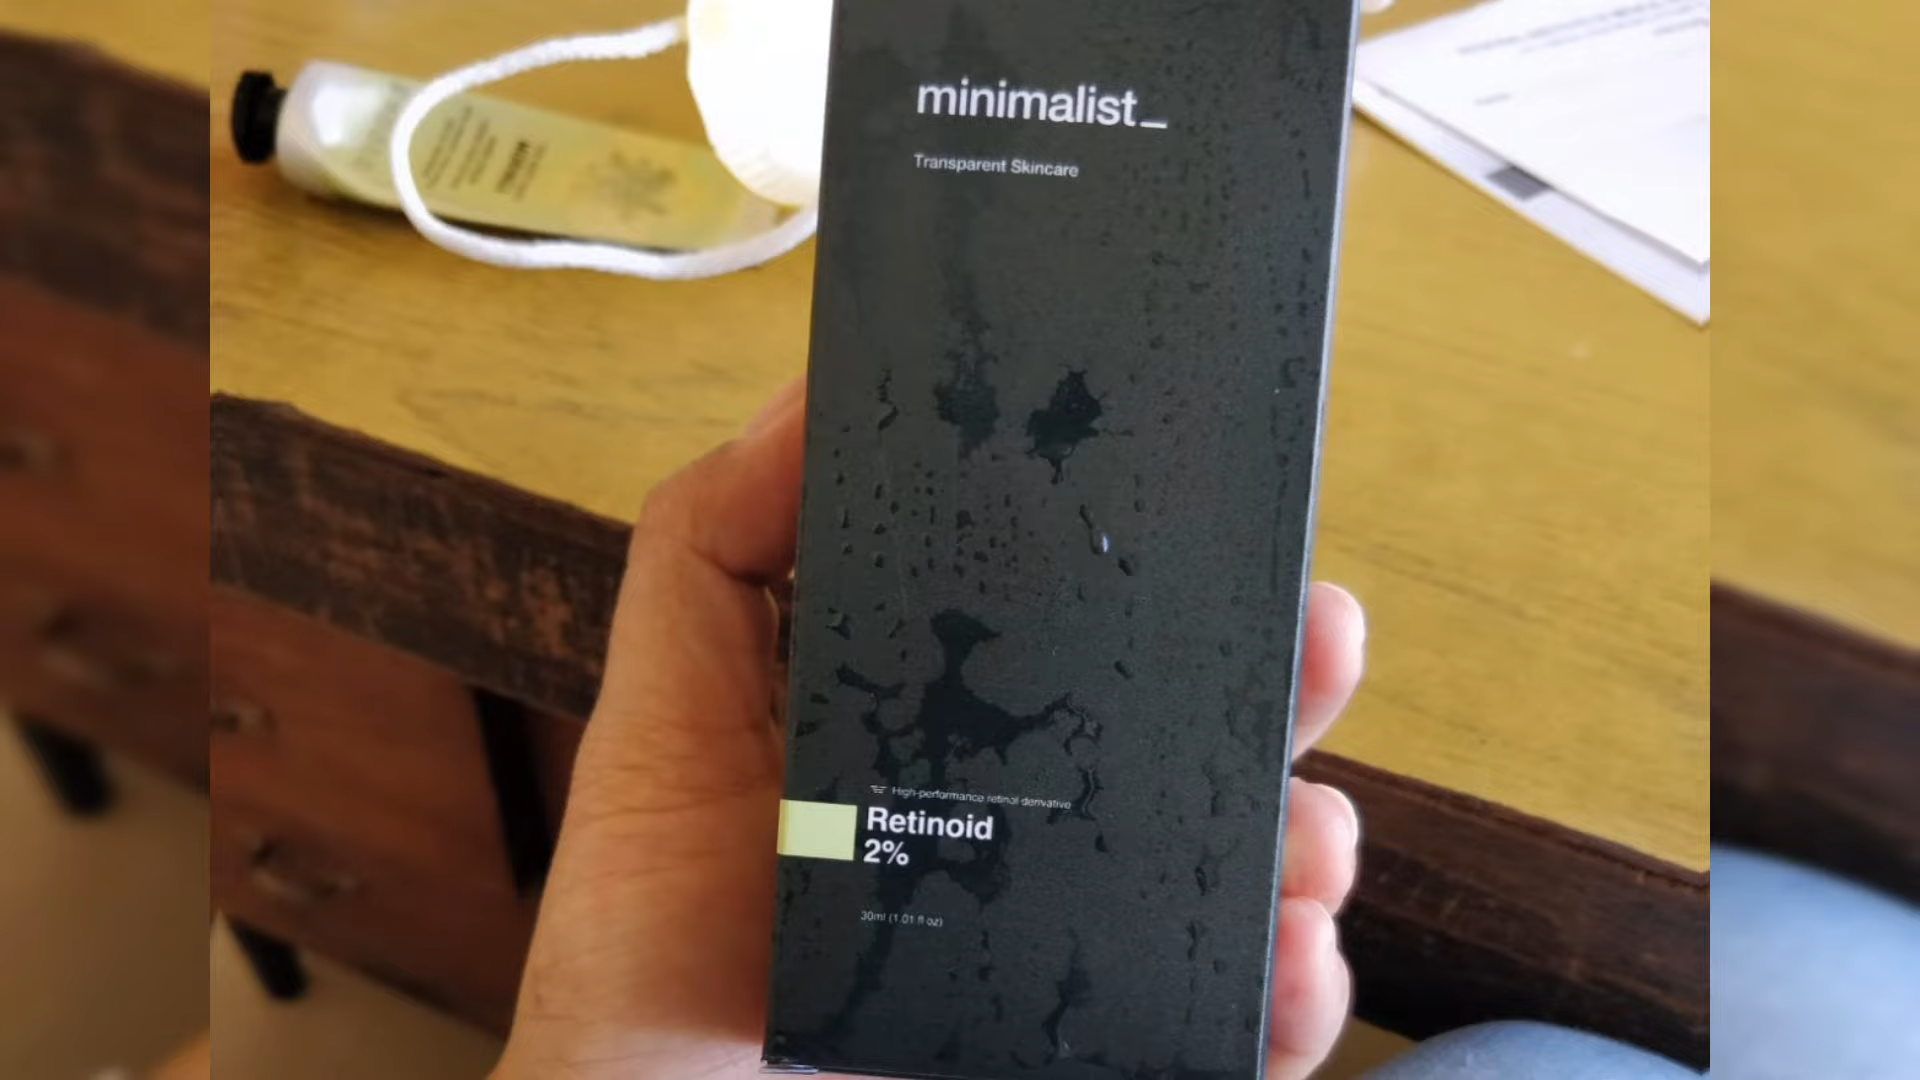 minimalist_
Transparent Skincare
High-performance retinal derivative
Retinoid
2%
30ml (1.01 fl oz)